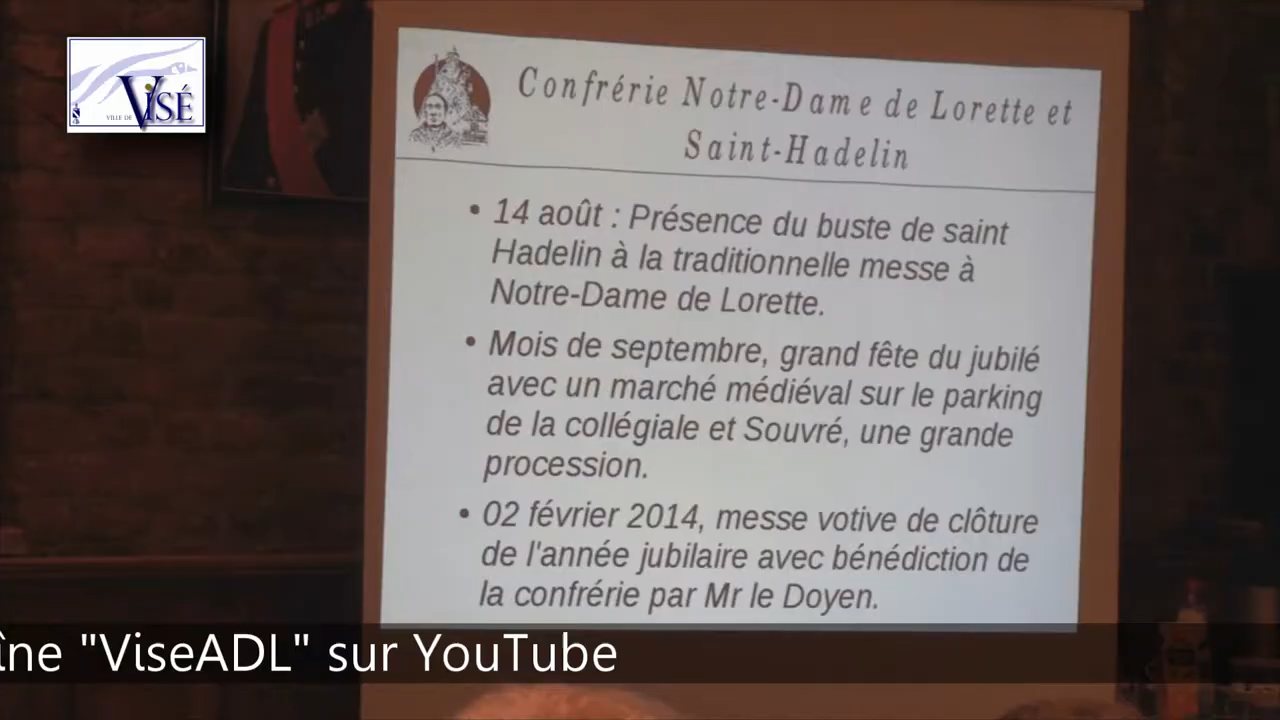 VILLE DE VISÉ
Confrérie Notre-Dame de Lorette et
Saint-Hadelin
• 14 août : Présence du buste de saint
Hadelin à la traditionnelle messe à
Notre-Dame de Lorette.
• Mois de septembre, grand fête du jubilé
avec un marché médiéval sur le parking
de la collégiale et Souvré, une grande
procession.
• 02 février 2014, messe votive de clôture
de l'année jubilaire avec bénédiction de
la confrérie par Mr le Doyen.
îne "ViseADL" sur YouTube